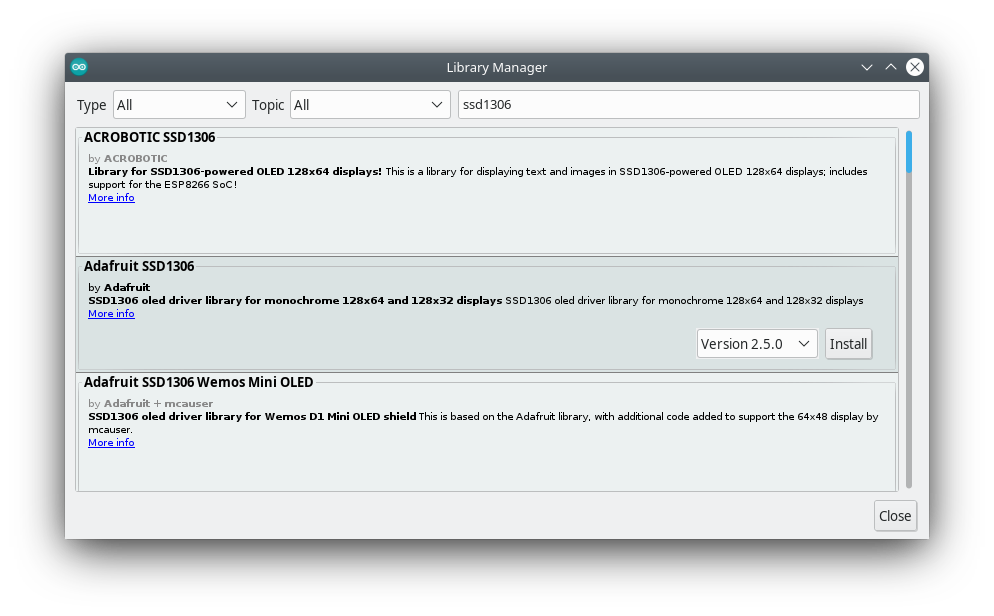 Library Manager
Type All Topic All ssd1306
ACROBOTIC SSD1306
by ACROBOTIC
Library for SSD1306-powered OLED 128x64 displays! This is a library for displaying text and images in SSD1306-powered OLED 128x64 displays; includes
support for the ESP8266 SoC!
More info
Adafruit SSD1306
by Adafruit
SSD1306 oled driver library for monochrome 128x64 and 128x32 displays SSD1306 oled driver library for monochrome 128x64 and 128x32 displays
More info
Version 2.5.0 Install
Adafruit SSD1306 Wemos Mini OLED
by Adafruit + mcauser
SSD1306 oled driver library for Wemos D1 Mini OLED shield This is based on the Adafruit library, with additional code added to support the 64x48 display by
mcauser.
More info
Close